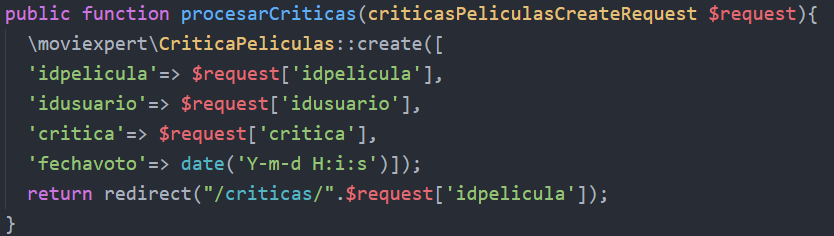 public function procesarCriticas(criticasPeliculasCreateRequest $request){
\moviexpert\CriticaPeliculas::create([
'idpelicula'=> $request['idpelicula'],
'idusuario'=> $request['idusuario'],
'critica'=> $request['critica'],
'fechavoto'=> date('Y-m-d H:i:s')]);
return redirect("/criticas/".$request['idpelicula']);
}